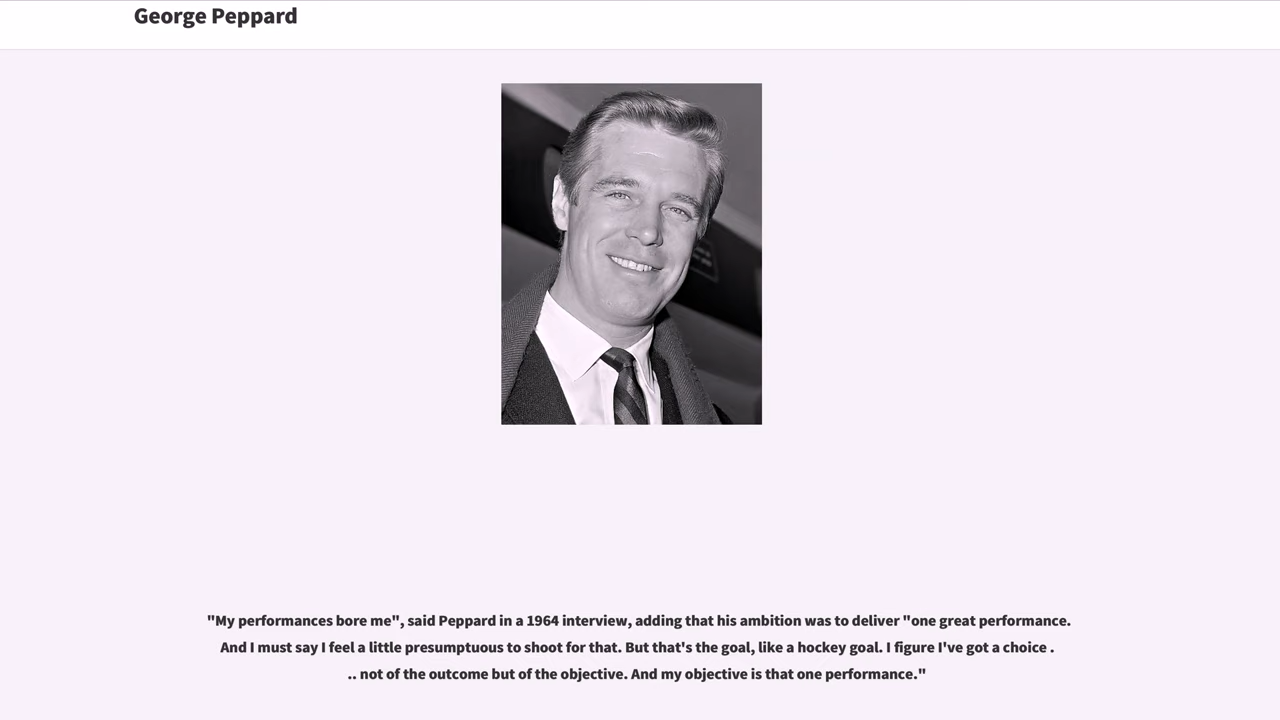 George Peppard
"My performances bore me", said Peppard in a 1964 interview, adding that his ambition was to deliver "one great performance.
And I must say I feel a little presumptuous to shoot for that. But that's the goal, like a hockey goal. I figure I've got a choice .
.. not of the outcome but of the objective. And my objective is that one performance."